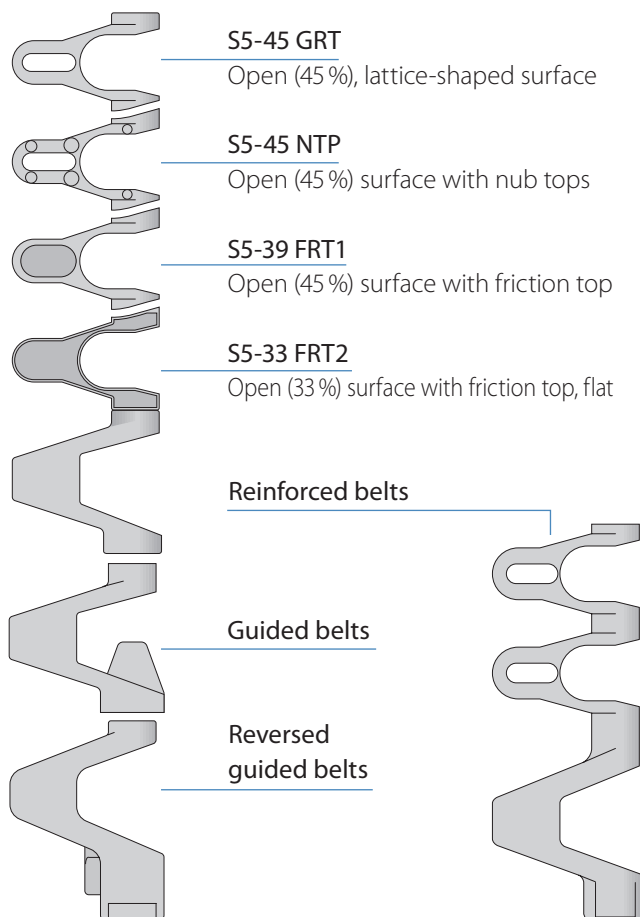 S5-45 GRT
Open (45 %), lattice-shaped surface
S5-45 NTP
Open (45 %) surface with nub tops
S5-39 FRT1
Open (45 %) surface with friction top
S5-33 FRT2
Open (33 %) surface with friction top, flat
Reinforced belts
Guided belts
Reversed
guided belts